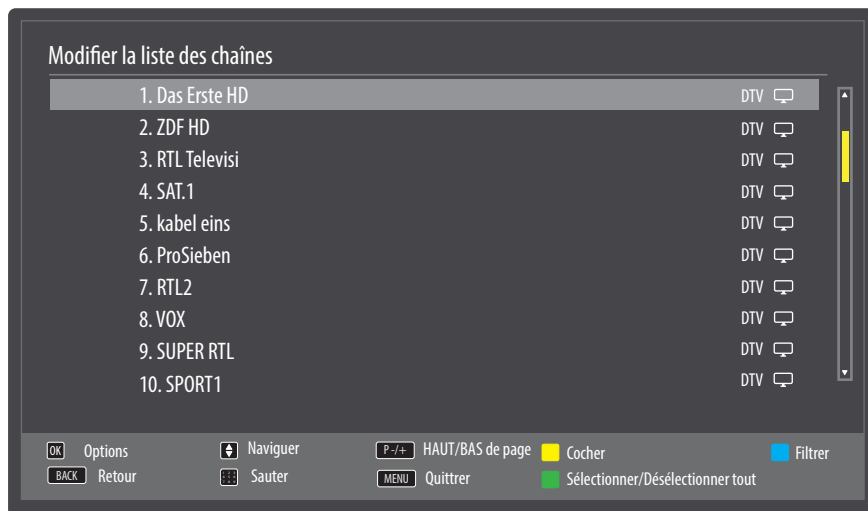 Modifier la liste des chaînes
1. Das Erste HD DTV
2. ZDF HD DTV
3. RTL Televisi DTV
4. SAT.1 DTV
5. kabel eins DTV
6. ProSieben DTV
7. RTL2 DTV
8. VOX DTV
9. SUPER RTL DTV
10. SPORT1 DTV
OK Options Naviguer P -/+ HAUT/BAS de page Cocher Filtrer
BACK Retour Sauter MENU Quittrer Sélectionner/Désélectionner tout